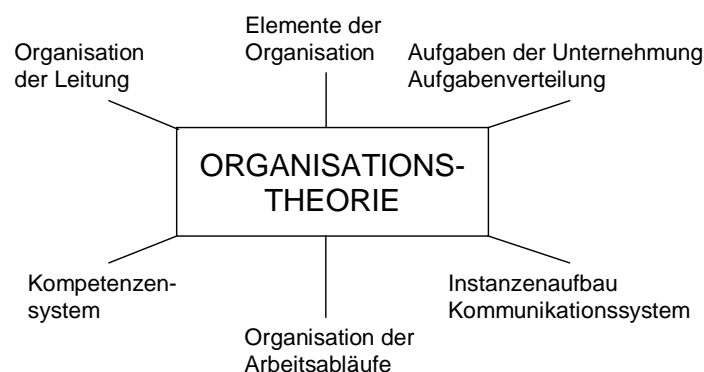 Elemente der
Organisation
Organisation
der Leitung
Aufgaben der Unternehmung
Aufgabenverteilung
ORGANISATIONS-
THEORIE
Kompetenzen-
system
Instanzenaufbau
Kommunikationssystem
Organisation der
Arbeitsabläufe